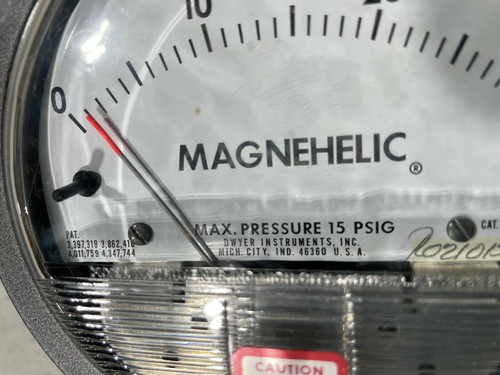 0
10
MAGNEHELIC®
MAX. PRESSURE 15 PSIG
DWYER INSTRUMENTS, INC.
MICH. CITY, IND. 46360 U.S.A.
PAT.
3,397,319 3,862,416
4,011,759 4,347,744
CAT.
CAUTION